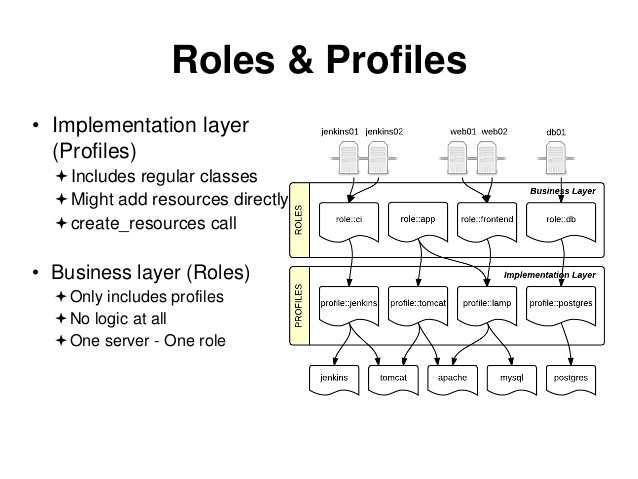 Roles & Profiles
• Implementation layer
(Profiles)
Includes regular classes
Might add resources directly
create_resources call
• Business layer (Roles)
Only includes profiles
No logic at all
One server - One role
jenkins01 jenkins02 web01 web02 db01
Business Layer
ROLES
role::ci role::app role::frontend role::db
Implementation Layer
PROFILES
profile::jenkins profile::tomcat profile::lamp profile::postgres
jenkins tomcat apache mysql postgres